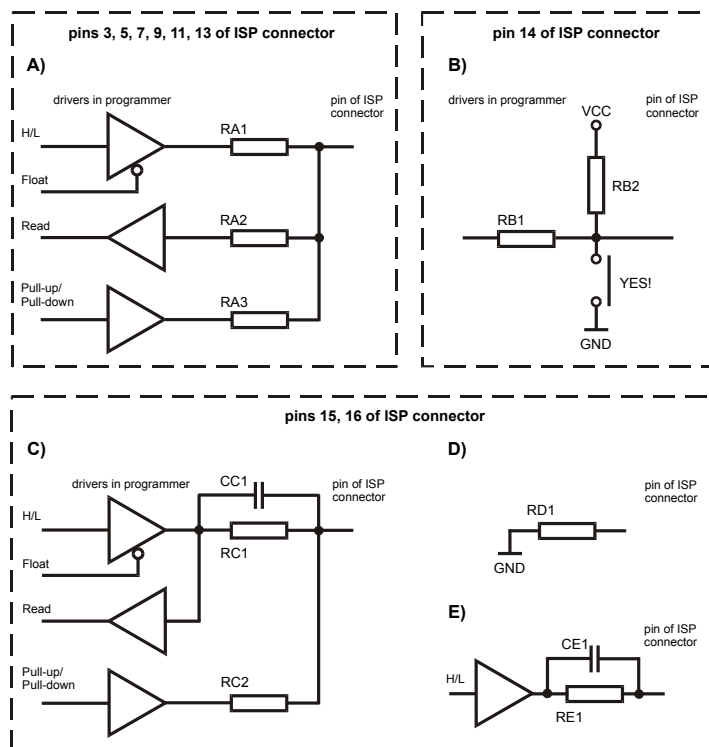 pins 3, 5, 7, 9, 11, 13 of ISP connector
A)
drivers in programmer
pin of ISP
connector
H/L
RA1
Float
Read
RA2
Pull-up/
Pull-down
RA3
pin 14 of ISP connector
B)
drivers in programmer
pin of ISP
connector
VCC
RB2
RB1
YES!
GND
pins 15, 16 of ISP connector
C)
drivers in programmer
CC1
pin of ISP
connector
H/L
RC1
Float
Read
Pull-up/
Pull-down
RC2
D)
pin of ISP
connector
RD1
GND
E)
pin of ISP
connector
CE1
H/L
RE1